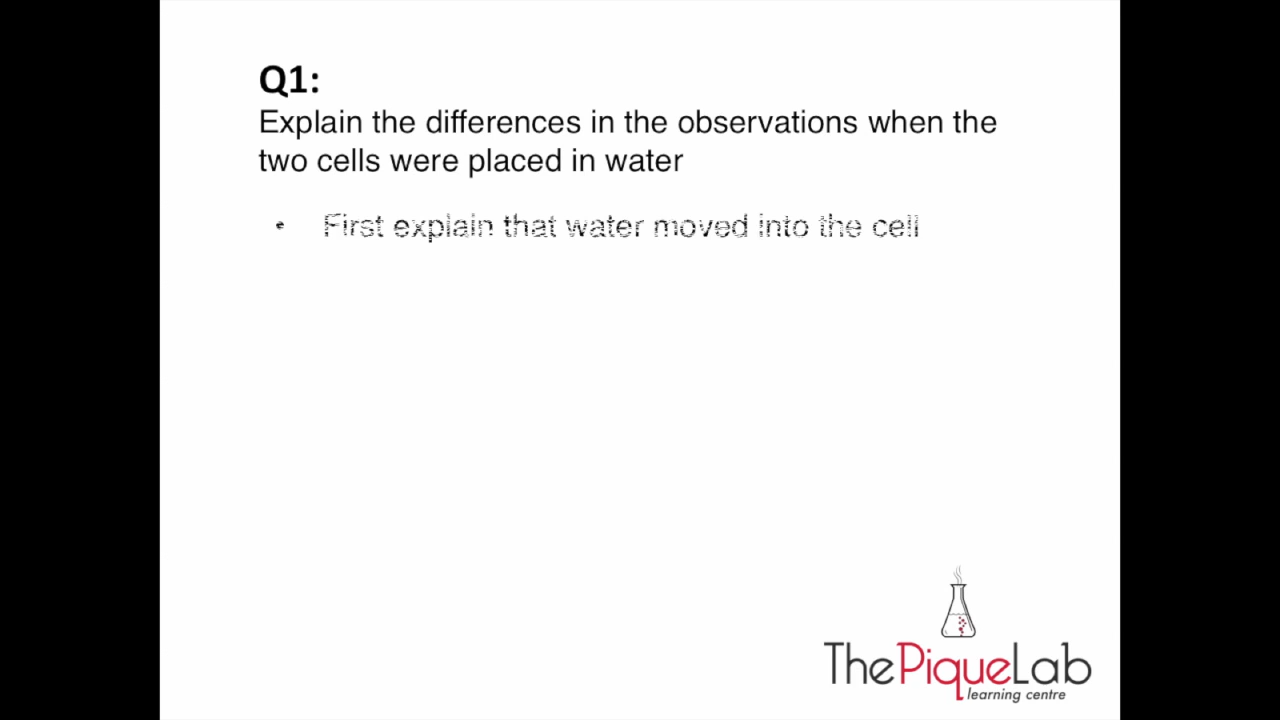 Q1:
Explain the differences in the observations when the
two cells were placed in water
• First explain that water moved into the cell
ThePiqueLab
learning centre